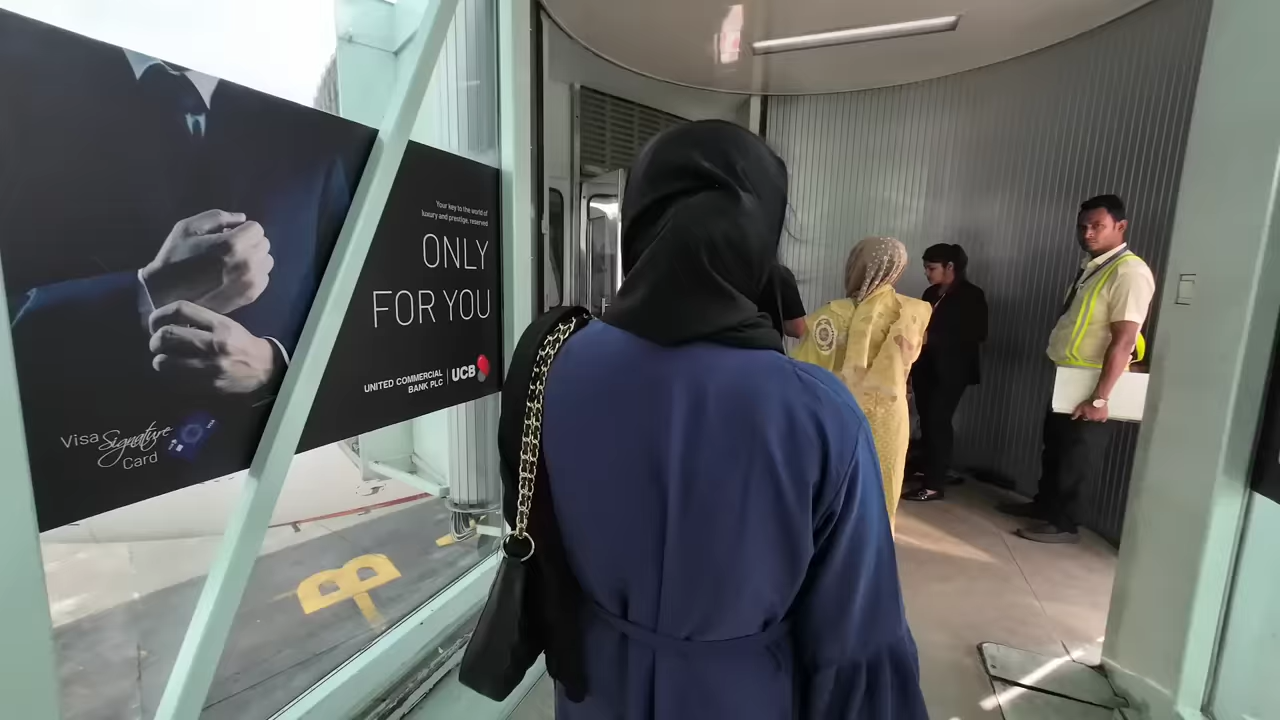 Your key to the world of
luxury and prestige, reserved
ONLY
FOR YOU
UNITED COMMERCIAL
BANK PLC
UCB
Visa Signature
Card
B